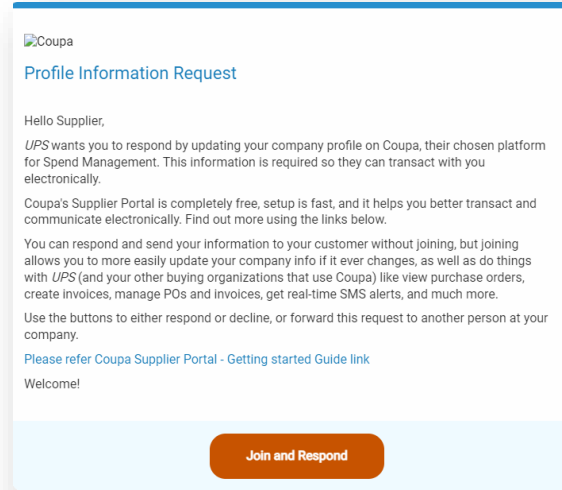 Coupa
Profile Information Request
Hello Supplier,
UPS wants you to respond by updating your company profile on Coupa, their chosen platform
for Spend Management. This information is required so they can transact with you
electronically.
Coupa's Supplier Portal is completely free, setup is fast, and it helps you better transact and
communicate electronically. Find out more using the links below.
You can respond and send your information to your customer without joining, but joining
allows you to more easily update your company info if it ever changes, as well as do things
with UPS (and your other buying organizations that use Coupa) like view purchase orders,
create invoices, manage POs and invoices, get real-time SMS alerts, and much more.
Use the buttons to either respond or decline, or forward this request to another person at your
company.
Please refer Coupa Supplier Portal - Getting started Guide link
Welcome!
Join and Respond